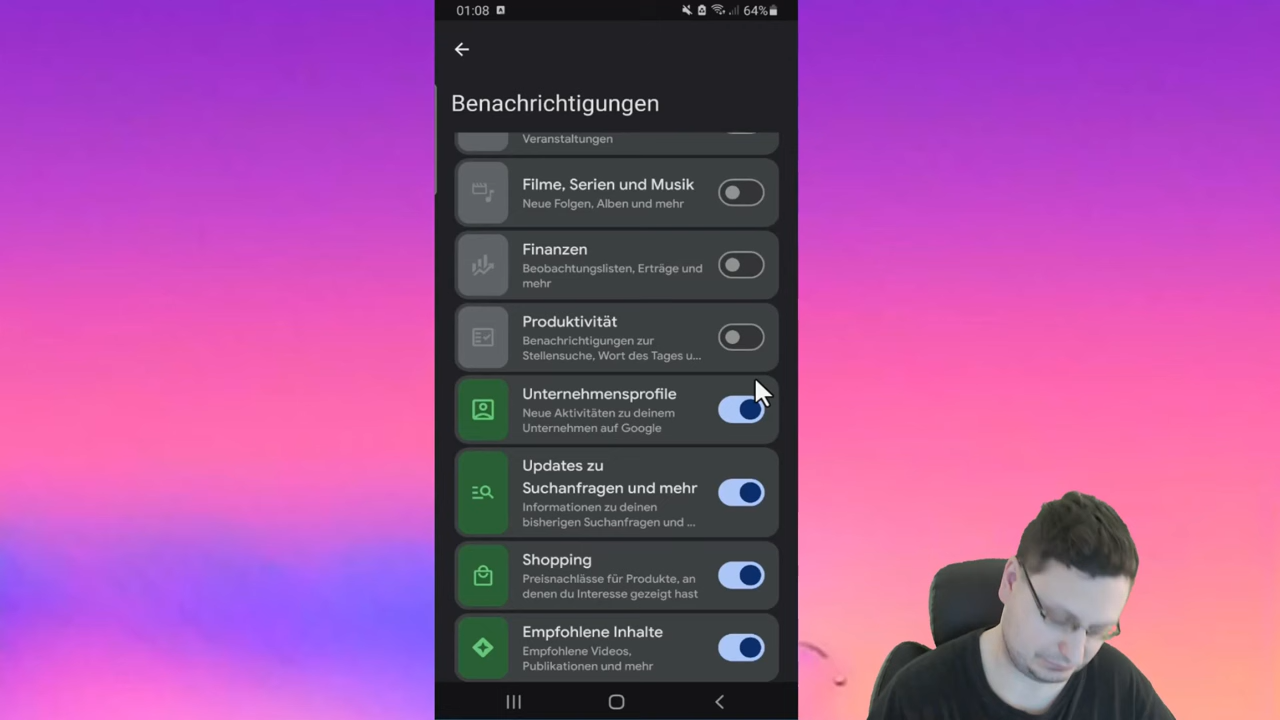 01:08
64%
Benachrichtigungen
Veranstaltungen
Filme, Serien und Musik
Neue Folgen, Alben und mehr
Finanzen
Beobachtungslisten, Erträge und
mehr
Produktivität
Benachrichtigungen zur
Stellensuche, Wort des Tages u...
Unternehmensprofile
Neue Aktivitäten zu deinem
Unternehmen auf Google
Updates zu
Suchanfragen und mehr
Informationen zu deinen
bisherigen Suchanfragen und ...
Shopping
Preisnachlässe für Produkte, an
denen du Interesse gezeigt hast
Empfohlene Inhalte
Empfohlene Videos,
Publikationen und mehr